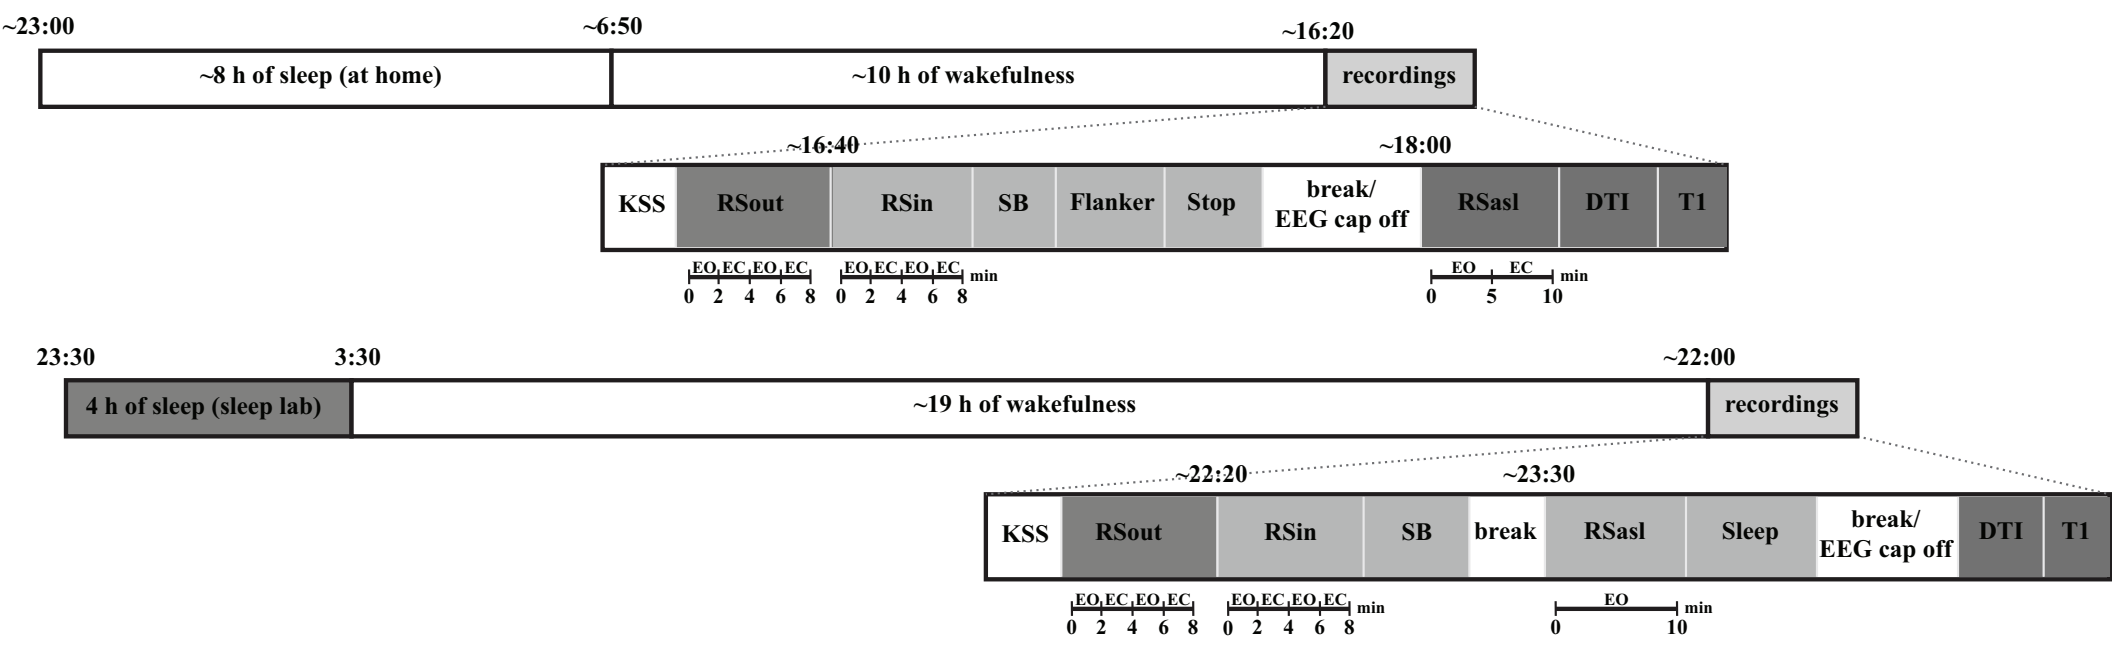 ~23:00 ~6:50 ~16:20
~8 h of sleep (at home) ~10 h of wakefulness recordings
~16:40 ~18:00
KSS RSout RSin SB Flanker Stop break/ EEG cap off RSasl DTI T1
EO EC EO EC EO EC EO EC min EO EC min
0 2 4 6 8 0 2 4 6 8 0 5 10
23:30 3:30 ~22:00
4 h of sleep (sleep lab) ~19 h of wakefulness recordings
~22:20 ~23:30
KSS RSout RSin SB break RSasl Sleep break/ EEG cap off DTI T1
EO EC EO EC EO EC EO EC min EO min
0 2 4 6 8 0 2 4 6 8 0 10